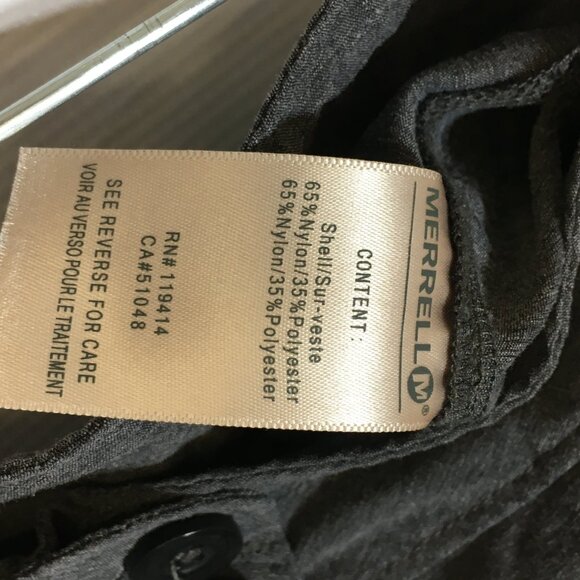 MERRELL M®
CONTENT :
Shell/Sur-veste
65%Nylon/35%Polyester
65%Nylon/35%Polyester
RN# 119414
CA#51048
SEE REVERSE FOR CARE
VOIR AU VERSO POUR LE TRAITEMENT